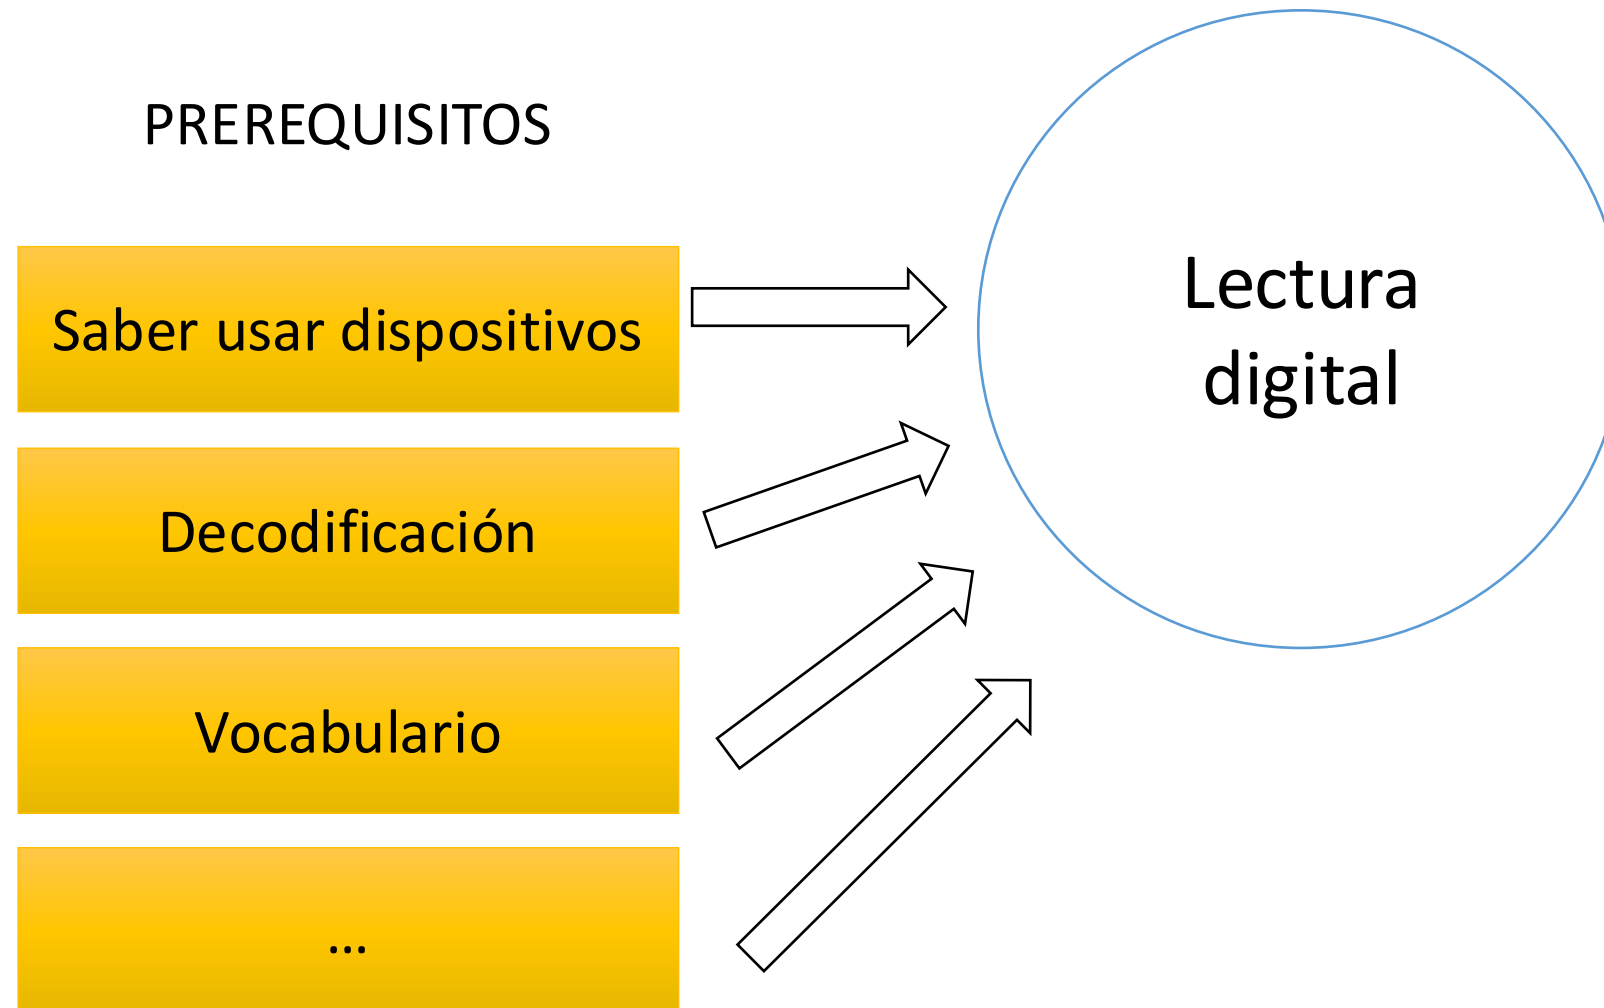 PREREQUISITOS
Saber usar dispositivos
Decodificación
Vocabulario
...
Lectura
digital